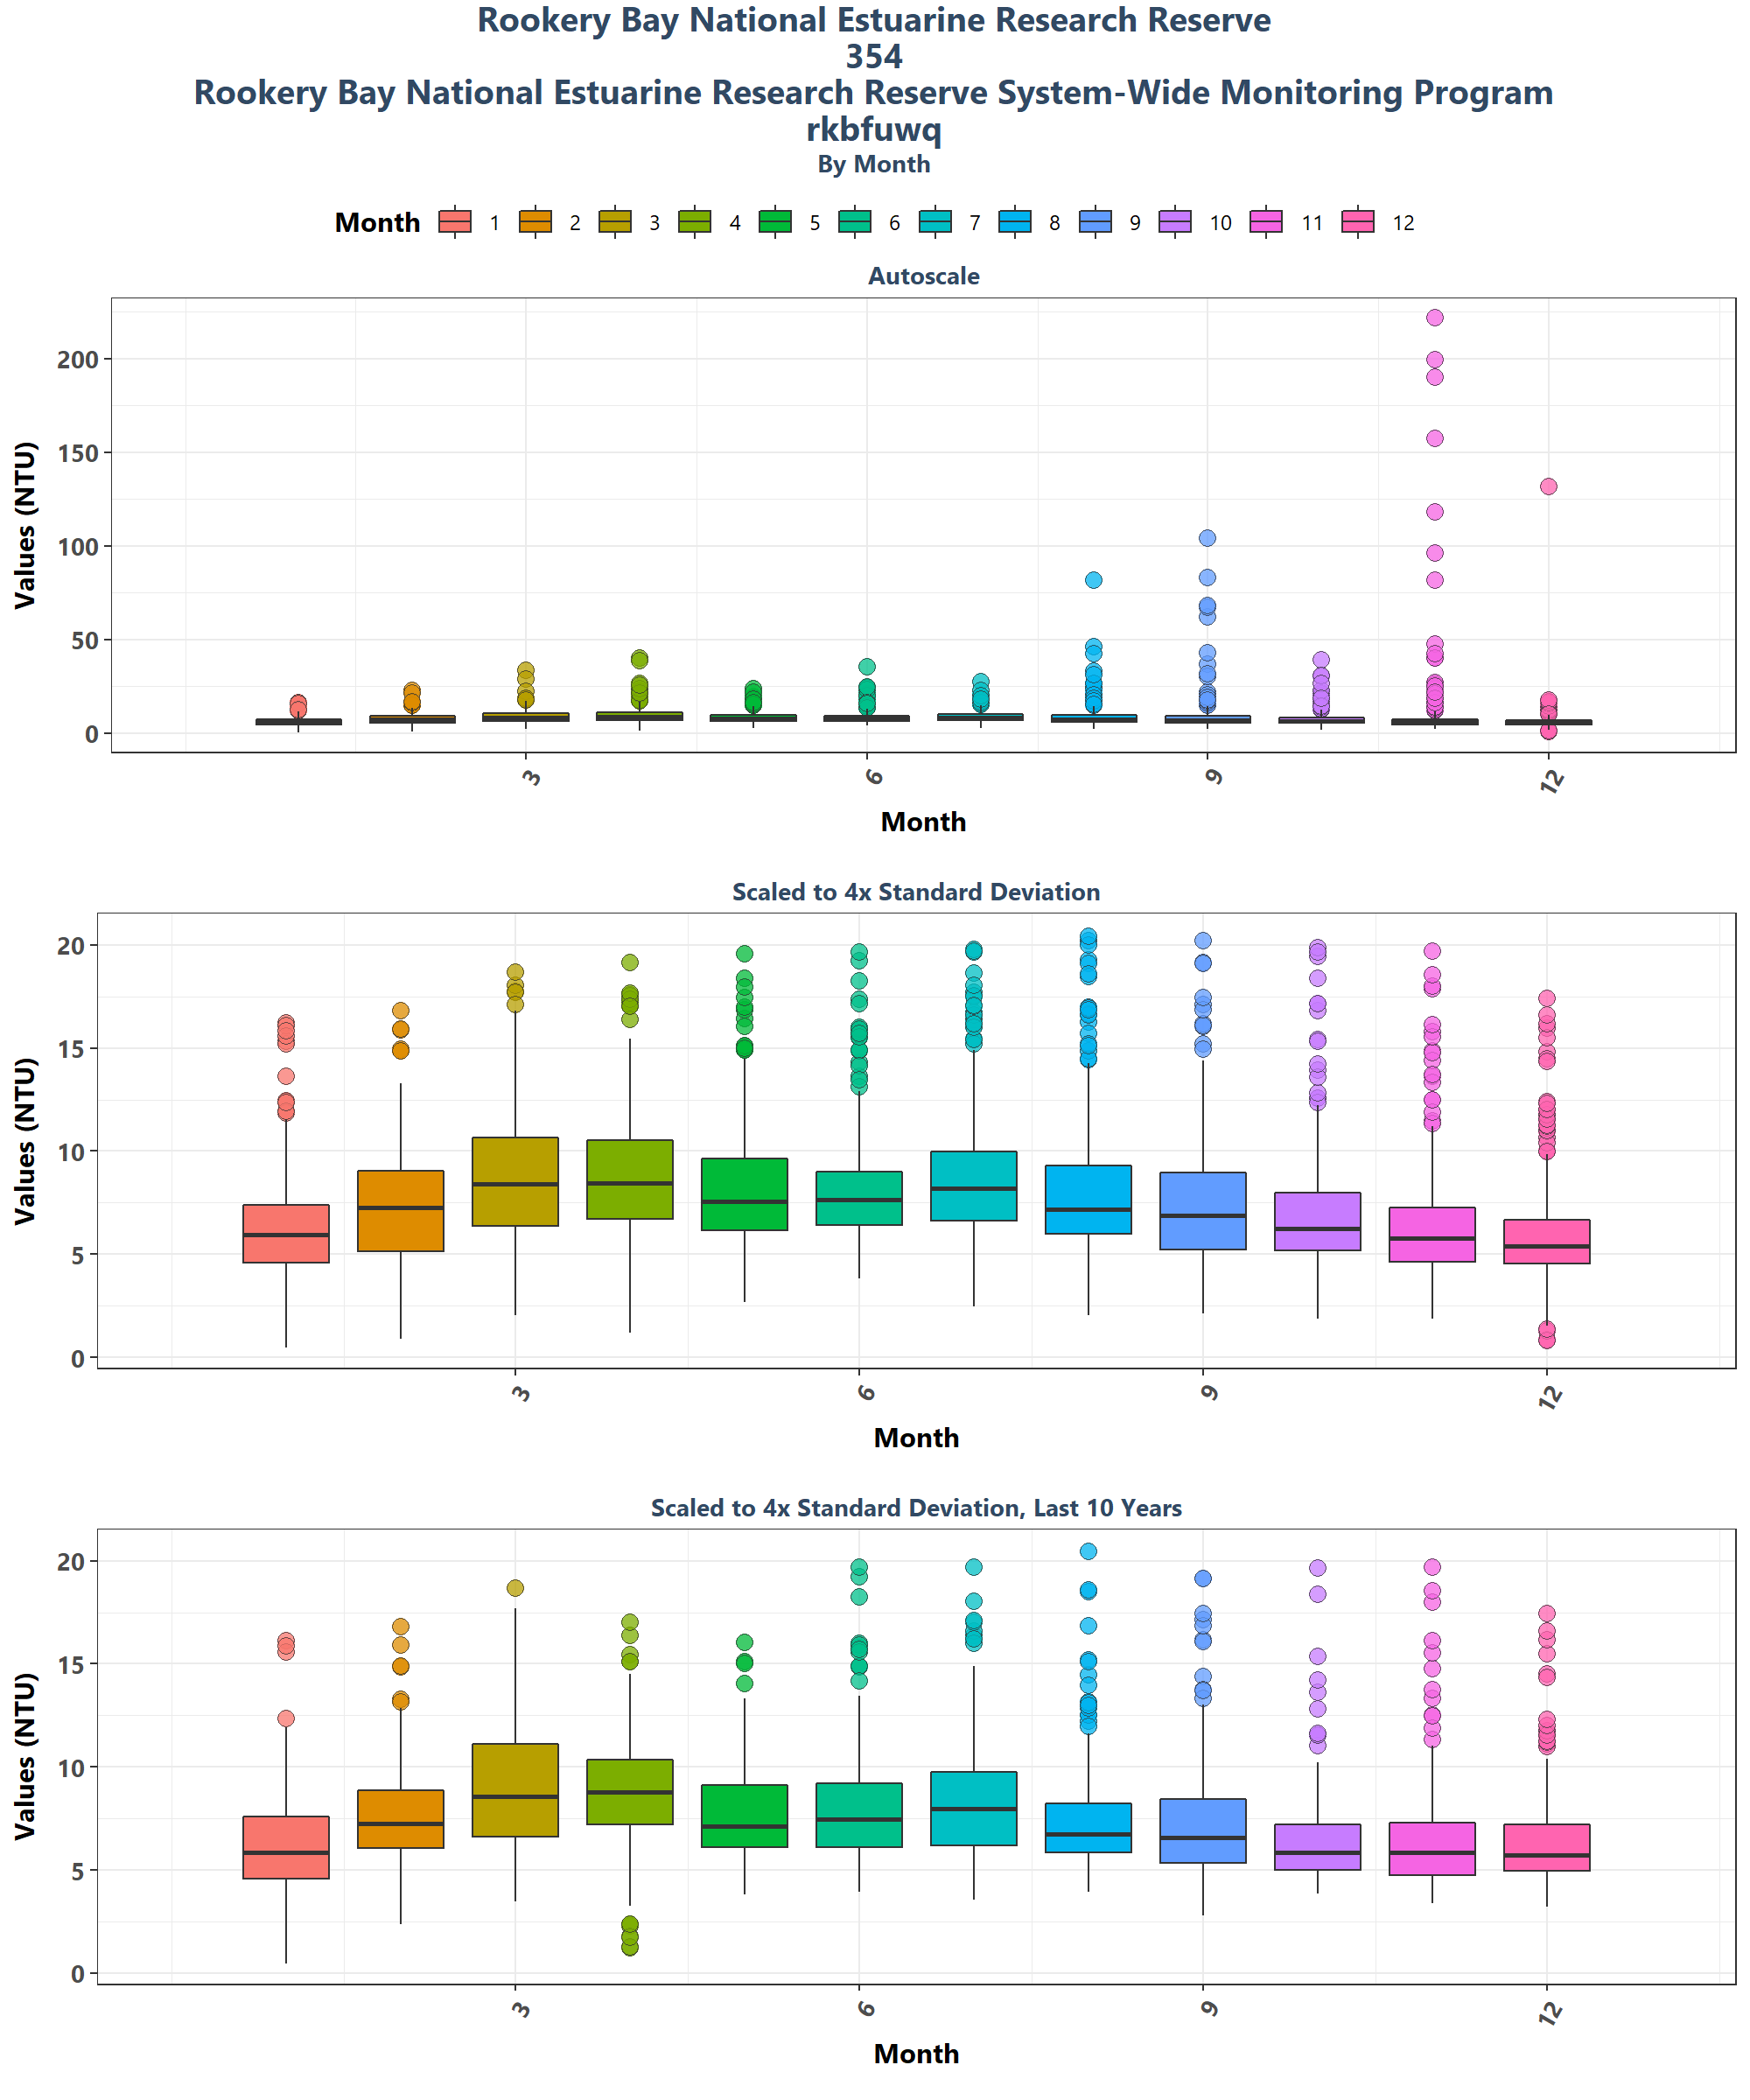 Rookery Bay National Estuarine Research Reserve
354
Rookery Bay National Estuarine Research Reserve System-Wide Monitoring Program
rkbfuwq
By Month
Month 1 2 3 4 5 6 7 8 9 10 11 12
Autoscale
Values (NTU)
200
150
100
50
0
3 6 9 12
Month
Scaled to 4x Standard Deviation
Values (NTU)
20
15
10
5
0
3 6 9 12
Month
Scaled to 4x Standard Deviation, Last 10 Years
Values (NTU)
20
15
10
5
0
3 6 9 12
Month